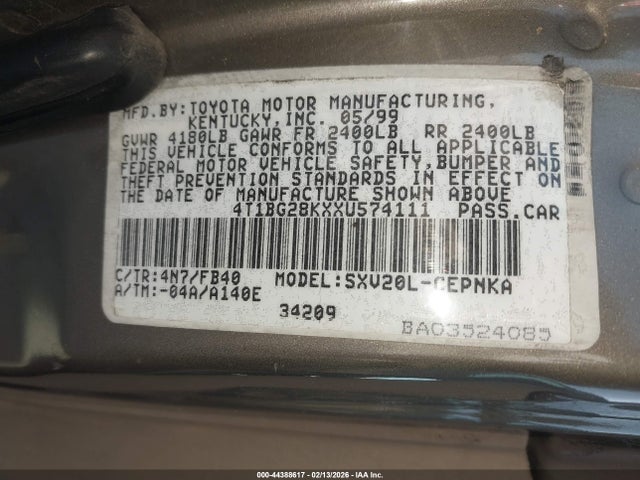 MFD.BY:TOYOTA MOTOR MANUFACTURING,
KENTUCKY,INC. 05/99
GVWR 4180LB GAWR FR 2400LB RR 2400LB
THIS VEHICLE CONFORMS TO ALL APPLICABLE
FEDERAL MOTOR VEHICLE SAFETY,BUMPER AND
THEFT PREVENTION STANDARDS IN EFFECT ON
THE DATE OF MANUFACTURE SHOWN ABOVE
4T1BG28KXXU574111 PASS.CAR
C/TR:4N7/FB40 MODEL:SXV20L-CEPNKA
A/TM:-04A/A140E
34209
BA03524085
000-44388617 - 02/13/2026 - IAA Inc.